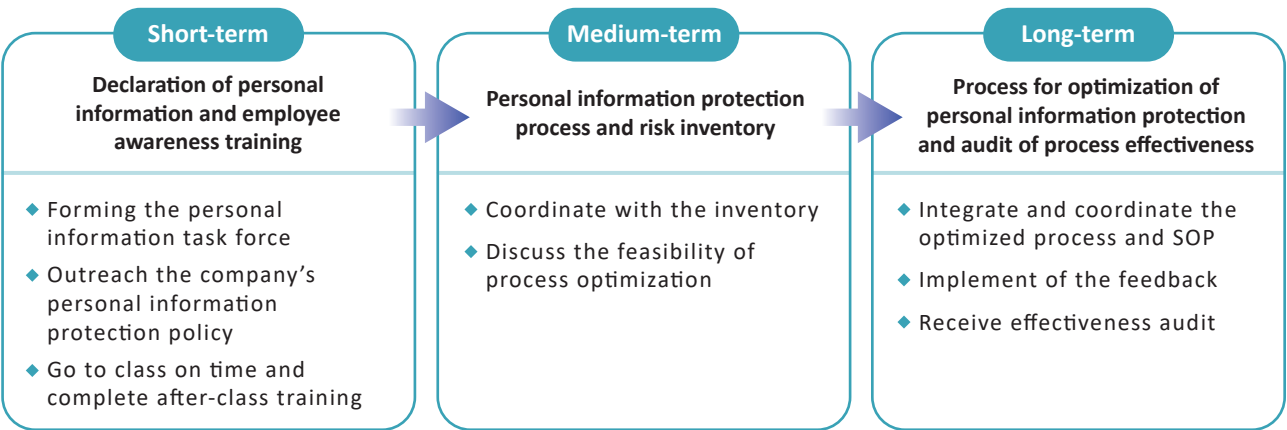 Short-term
Declaration of personal
information and employee
awareness training
◆ Forming the personal
information task force
◆ Outreach the company's
personal information
protection policy
◆ Go to class on time and
complete after-class training
Medium-term
Personal information protection
process and risk inventory
◆ Coordinate with the inventory
◆ Discuss the feasibility of
process optimization
Long-term
Process for optimization of
personal information protection
and audit of process effectiveness
◆ Integrate and coordinate the
optimized process and SOP
◆ Implement of the feedback
◆ Receive effectiveness audit